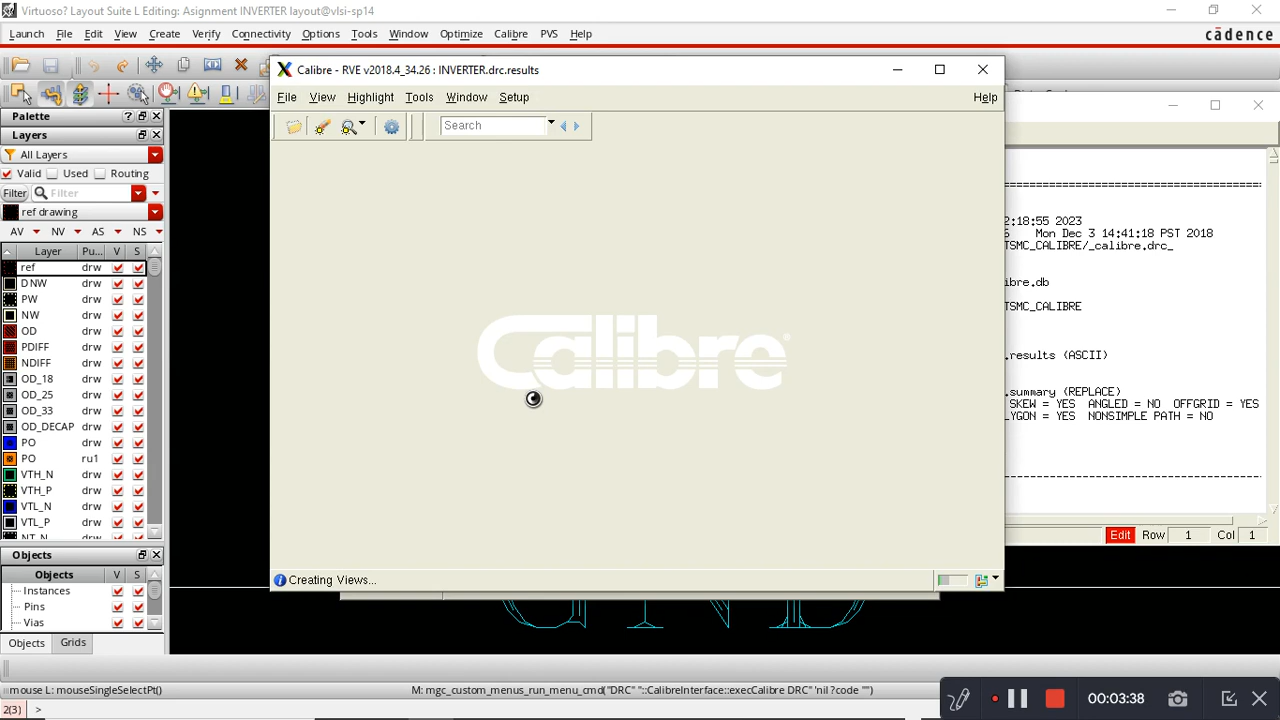 Virtuoso? Layout Suite L Editing: Asignment INVERTER layout@vlsi-sp14
Launch File Edit View Create Verify Connectivity Options Tools Window Optimize Calibre PVS Help
cādence
Calibre - RVE v2018.4_34.26 : INVERTER.drc.results
File View Highlight Tools Window Setup Help
Search
Palette
Layers
All Layers
Valid Used Routing
Filter Filter
ref drawing
AV NV AS NS
Layer Pu... V S
ref drw
DNW drw
PW drw
NW drw
OD drw
PDIFF drw
NDIFF drw
OD_18 drw
OD_25 drw
OD_33 drw
OD_DECAP drw
PO drw
PO ru1
VTH_N drw
VTH_P drw
VTL_N drw
VTL_P drw
Objects
Objects V S
Instances
Pins
Vias
Objects Grids
Calibre®
Creating Views...
2:18:55 2023
Mon Dec 3 14:41:18 PST 2018
TSMC_CALIBRE/_calibre.drc_
ibre.db
TSMC_CALIBRE
.results (ASCII)
.summary (REPLACE)
SKEW = YES ANGLED = NO OFFGRID = YES
LYGON = YES NONSIMPLE PATH = NO
Edit Row 1 Col 1
GND
mouse L: mouseSingleSelectPt() M: mgc_custom_menus_run_menu_cmd("DRC" "::CalibreInterface::execCalibre DRC" 'nil ?code "")
2(3) >
00:03:38